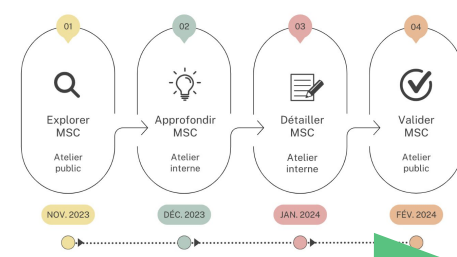 01
Explorer
MSC
Atelier
public
NOV. 2023
02
Approfondir
MSC
Atelier
interne
DÉC. 2023
03
Détailler
MSC
Atelier
interne
JAN. 2024
04
Valider
MSC
Atelier
public
FÉV. 2024